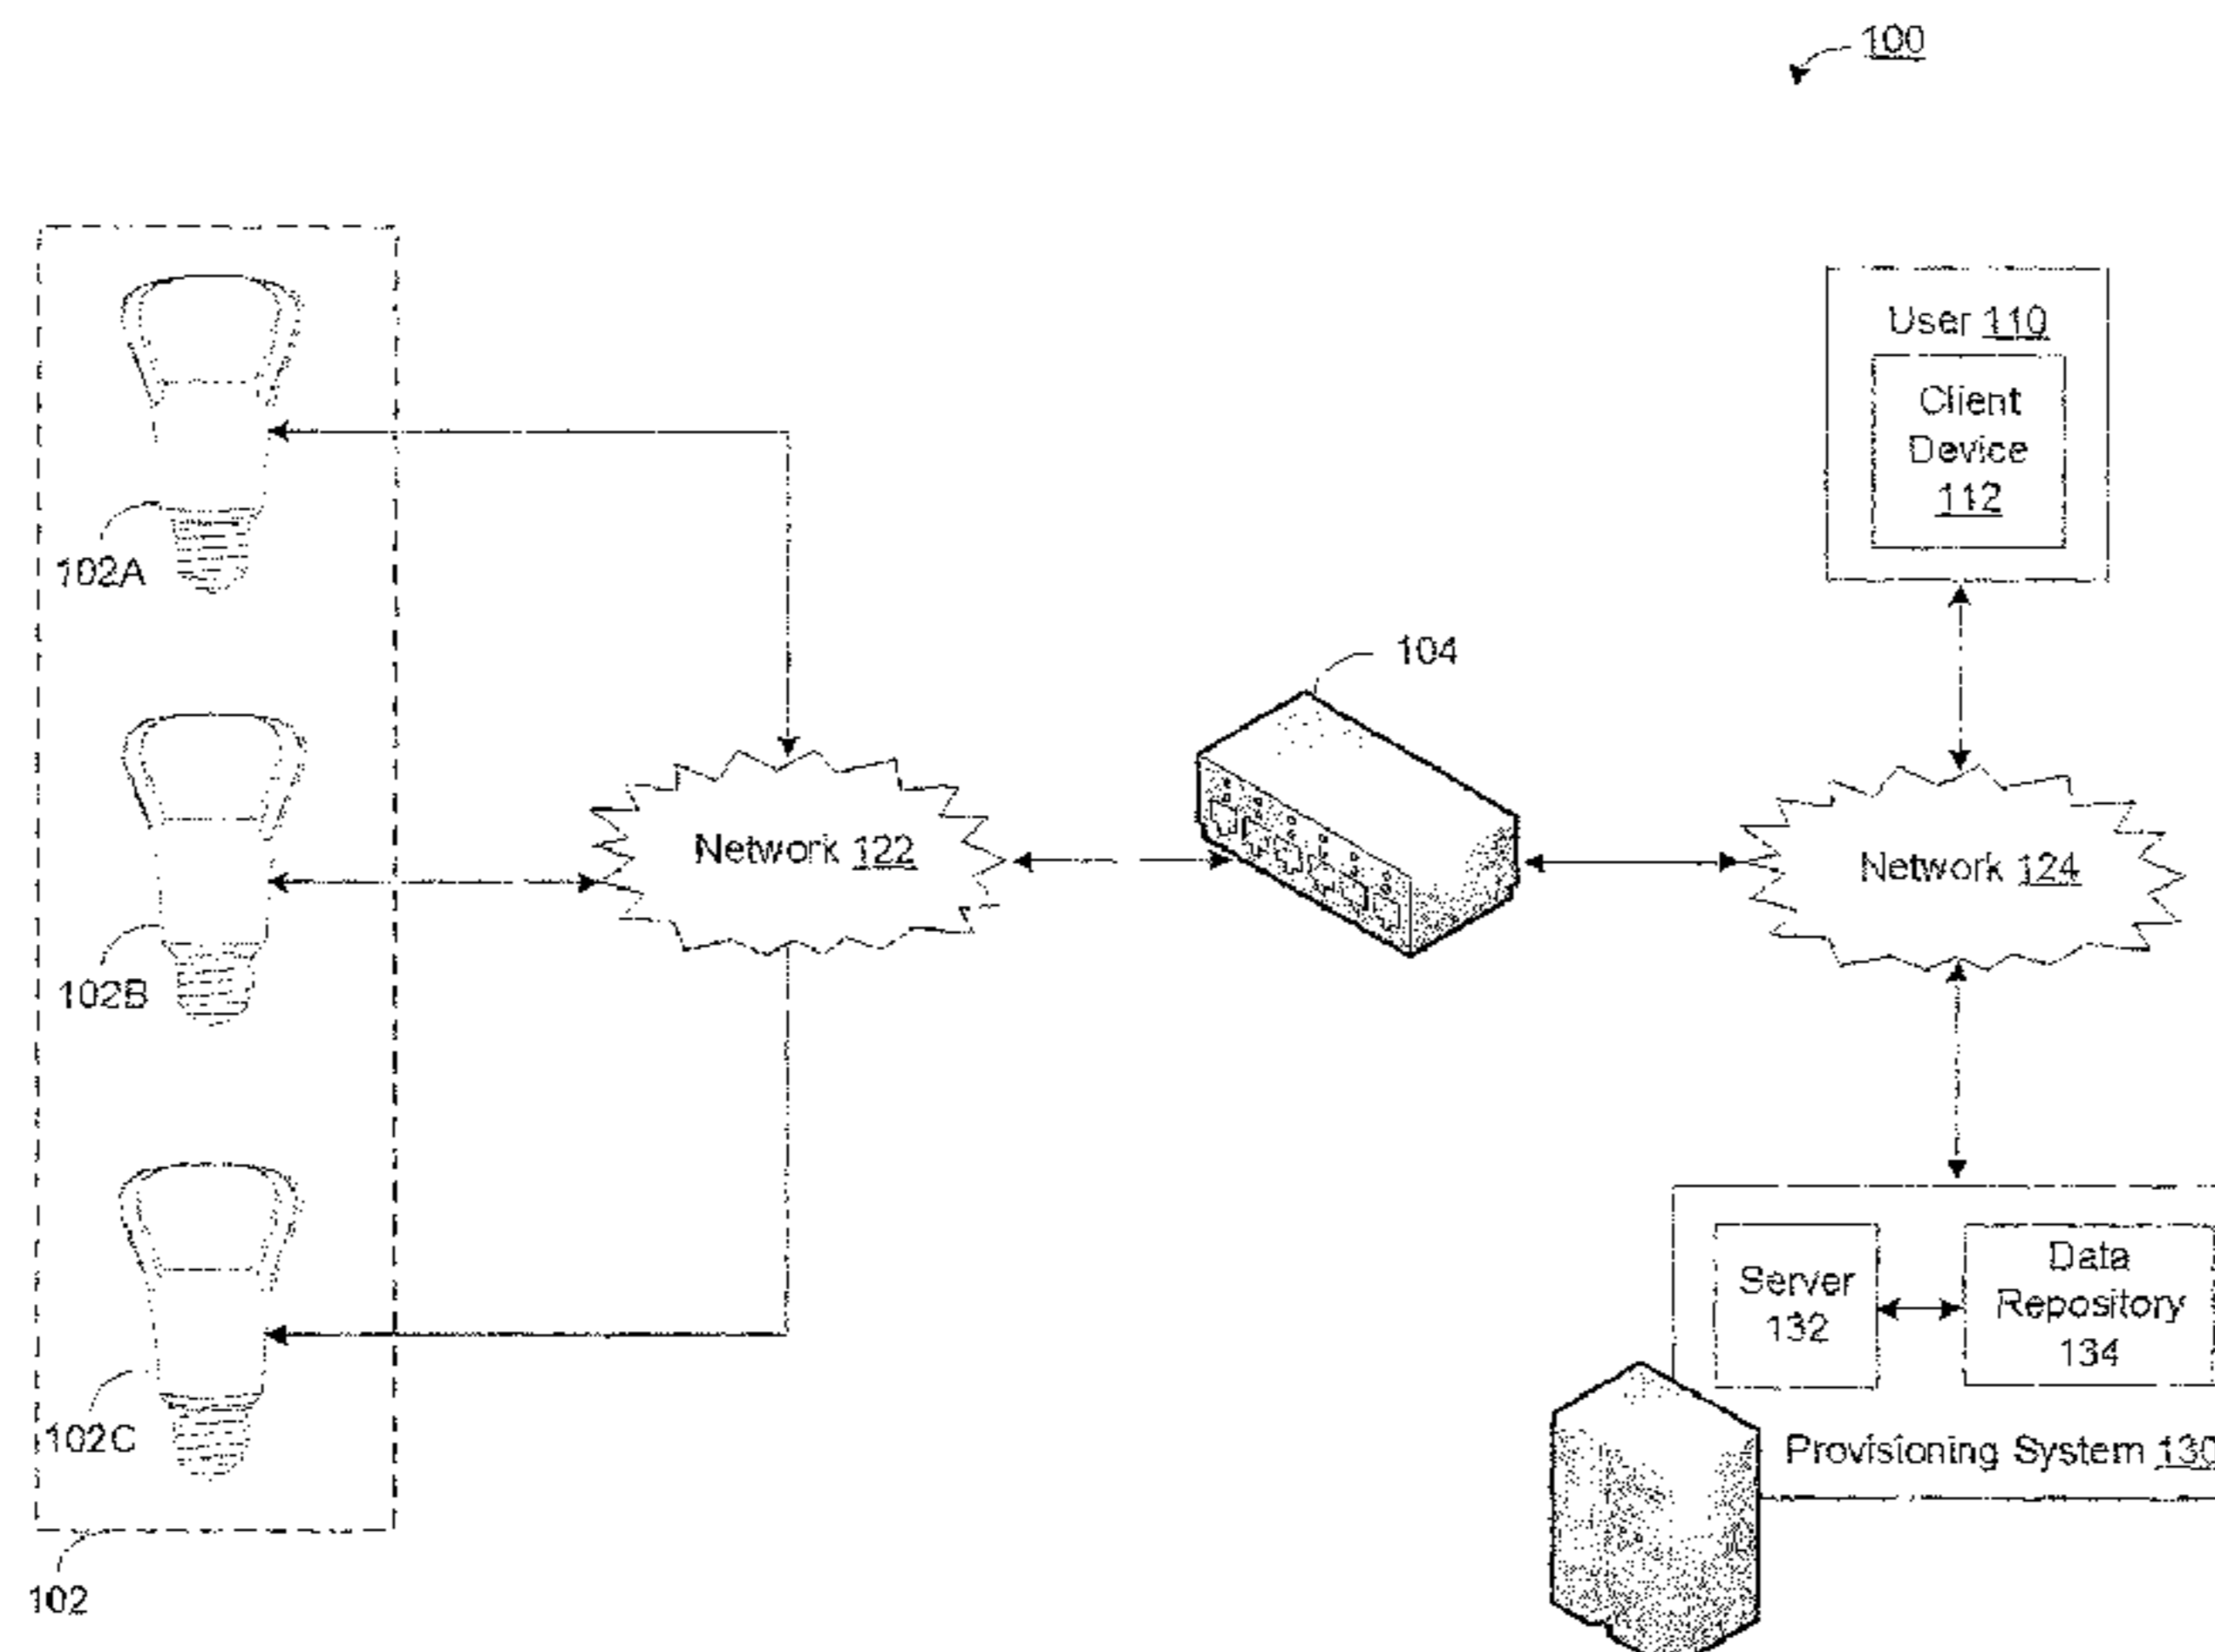 100
User 110
Client
Device
112
102A
104
Network 122
Network 124
102B
Server
132
Data
Repository
134
102C
Provisioning System 130
102